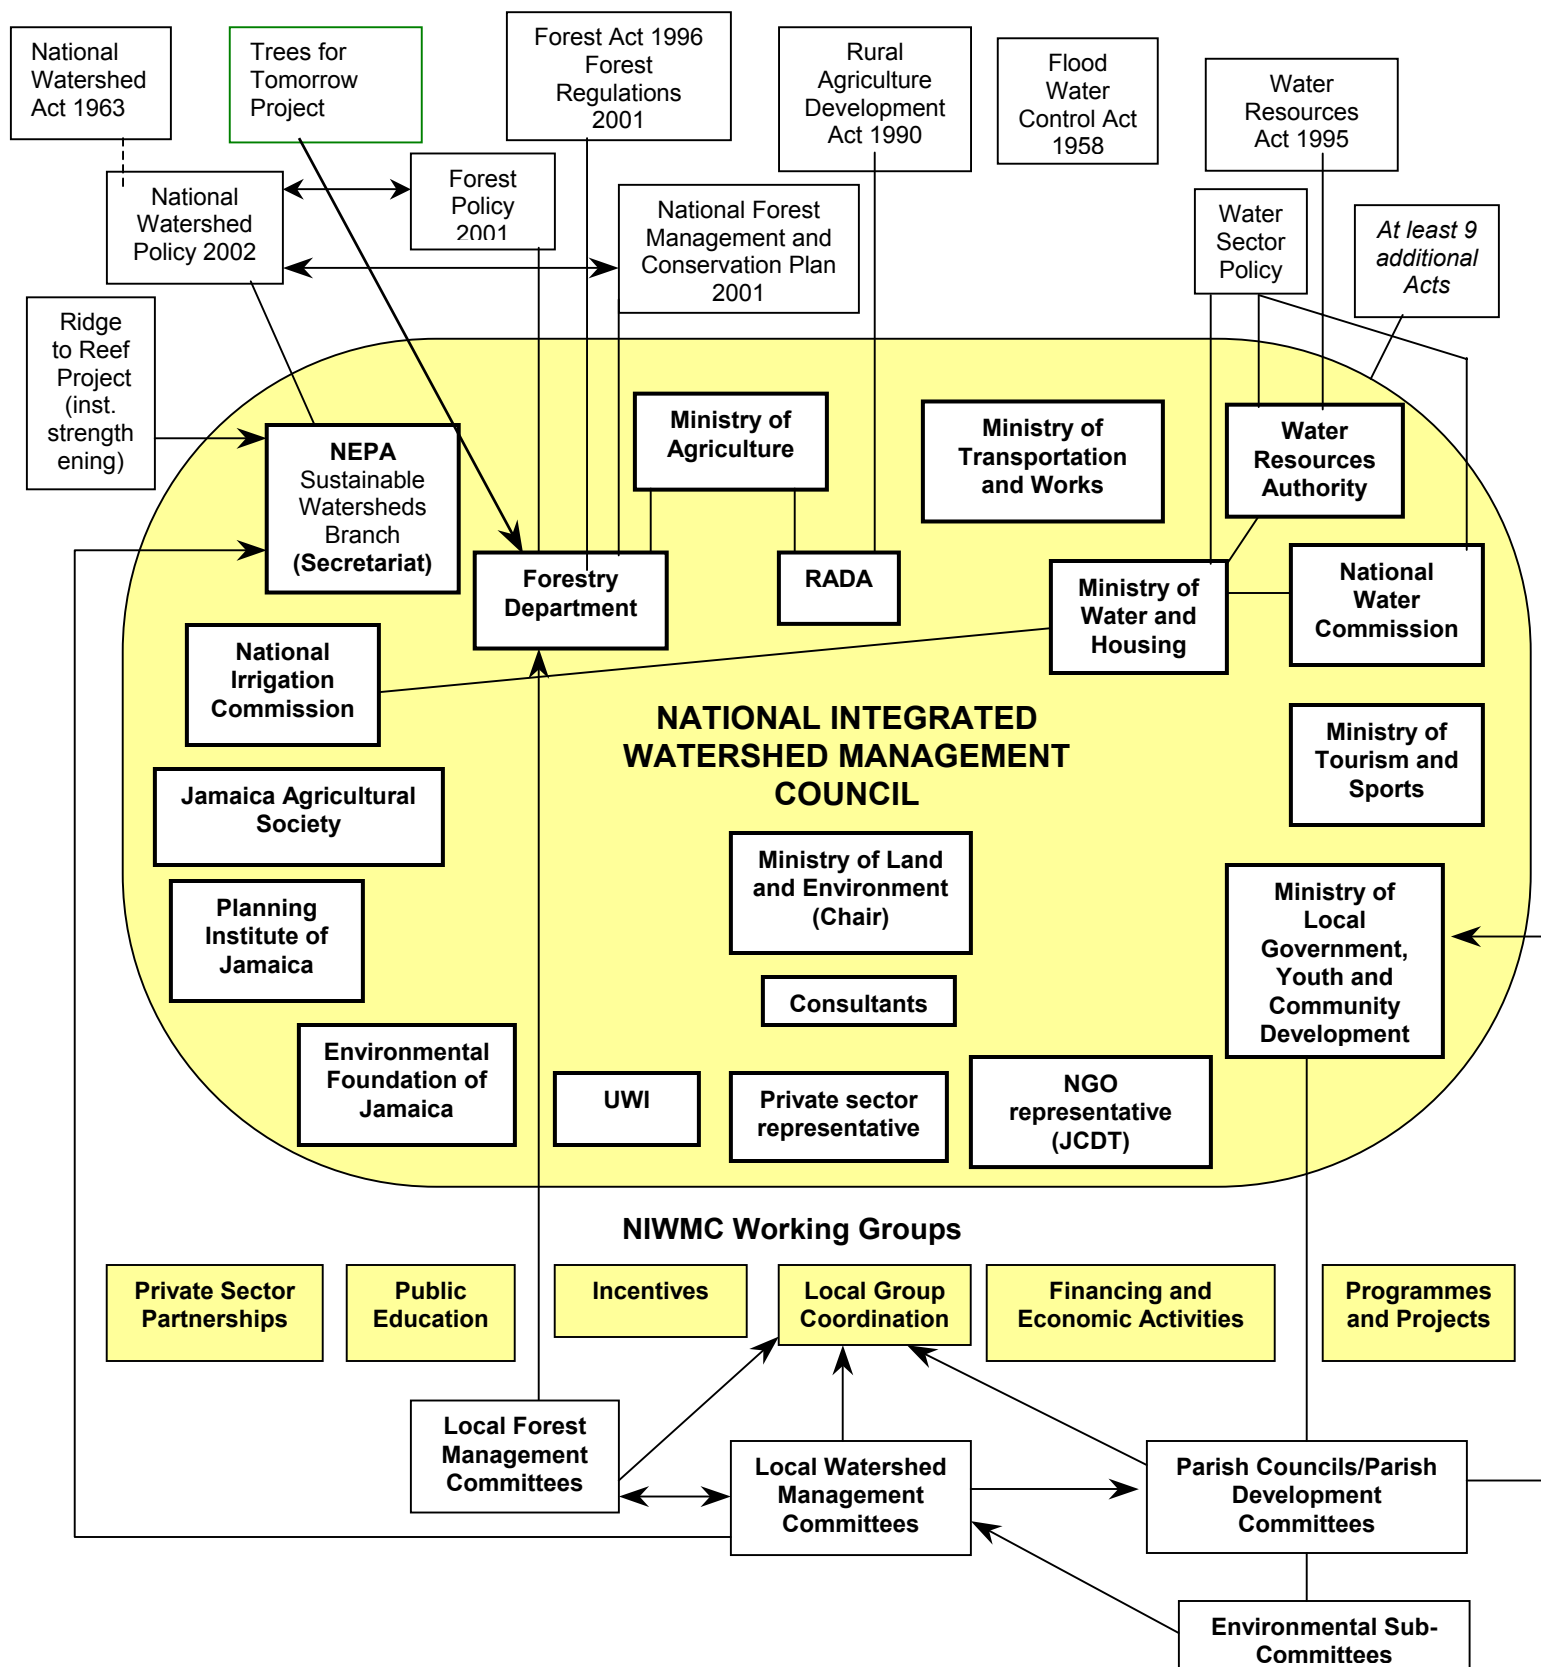 National
Watershed
Act 1963
Trees for
Tomorrow
Project
Forest Act 1996
Forest
Regulations
2001
Rural
Agriculture
Development
Act 1990
Flood
Water
Control Act
1958
Water
Resources
Act 1995
National
Watershed
Policy 2002
Forest
Policy
2001
National Forest
Management and
Conservation Plan
2001
Water
Sector
Policy
At least 9
additional
Acts
Ridge
to Reef
Project
(inst.
strength
ening)
NEPA
Sustainable
Watersheds
Branch
(Secretariat)
Ministry of
Agriculture
Ministry of
Transportation
and Works
Water
Resources
Authority
Forestry
Department
RADA
Ministry of
Water and
Housing
National
Water
Commission
National
Irrigation
Commission
NATIONAL INTEGRATED
WATERSHED MANAGEMENT
COUNCIL
Ministry of
Tourism and
Sports
Jamaica Agricultural
Society
Ministry of Land
and Environment
(Chair)
Ministry of
Local
Government,
Youth and
Community
Development
Planning
Institute of
Jamaica
Consultants
Environmental
Foundation of
Jamaica
UWI
Private sector
representative
NGO
representative
(JCDT)
NIWMC Working Groups
Private Sector
Partnerships
Public
Education
Incentives
Local Group
Coordination
Financing and
Economic Activities
Programmes
and Projects
Local Forest
Management
Committees
Local Watershed
Management
Committees
Parish Councils/Parish
Development
Committees
Environmental Sub-
Committees